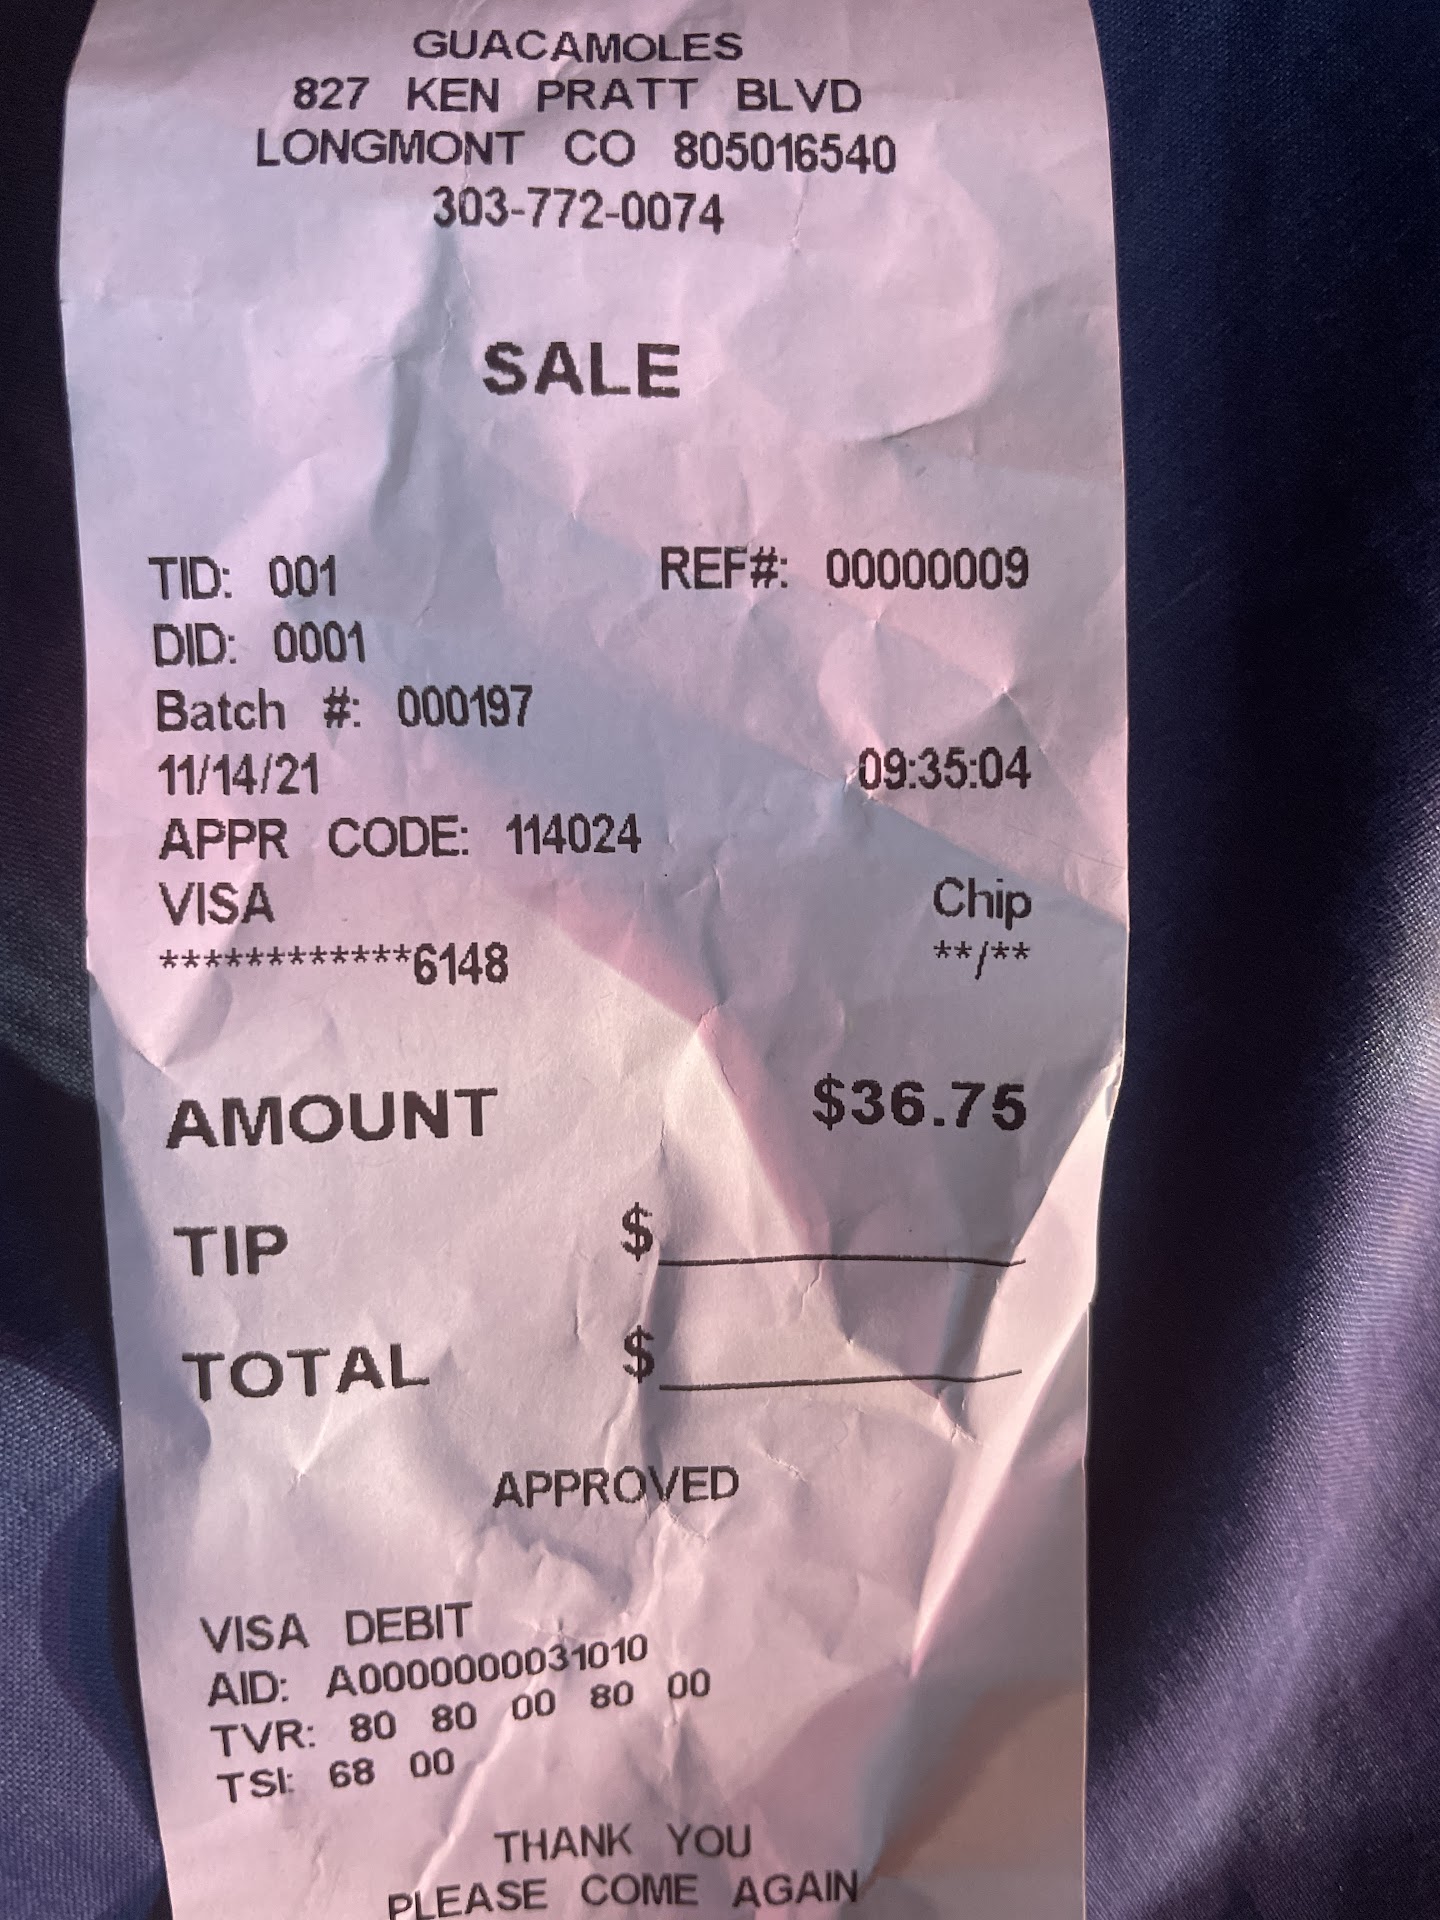 GUACAMOLES
827 KEN PRATT BLVD
LONGMONT CO 805016540
303-772-0074
SALE
TID: 001 REF#: 00000009
DID: 0001
Batch #: 000197
11/14/21 09:35:04
APPR CODE: 114024
VISA Chip
************6148 **/**
AMOUNT $36.75
TIP $
TOTAL $
APPROVED
VISA DEBIT
AID: A0000000031010
TVR: 80 80 00 80 00
TSI: 68 00
THANK YOU
PLEASE COME AGAIN